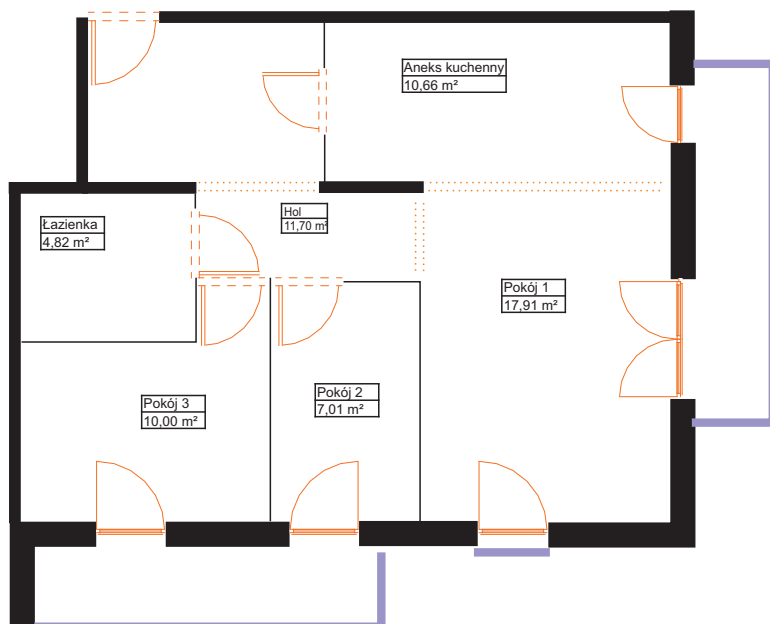 Aneks kuchenny
10,66 m²
Łazienka
4,82 m²
Hol
11,70 m²
Pokój 1
17,91 m²
Pokój 3
10,00 m²
Pokój 2
7,01 m²